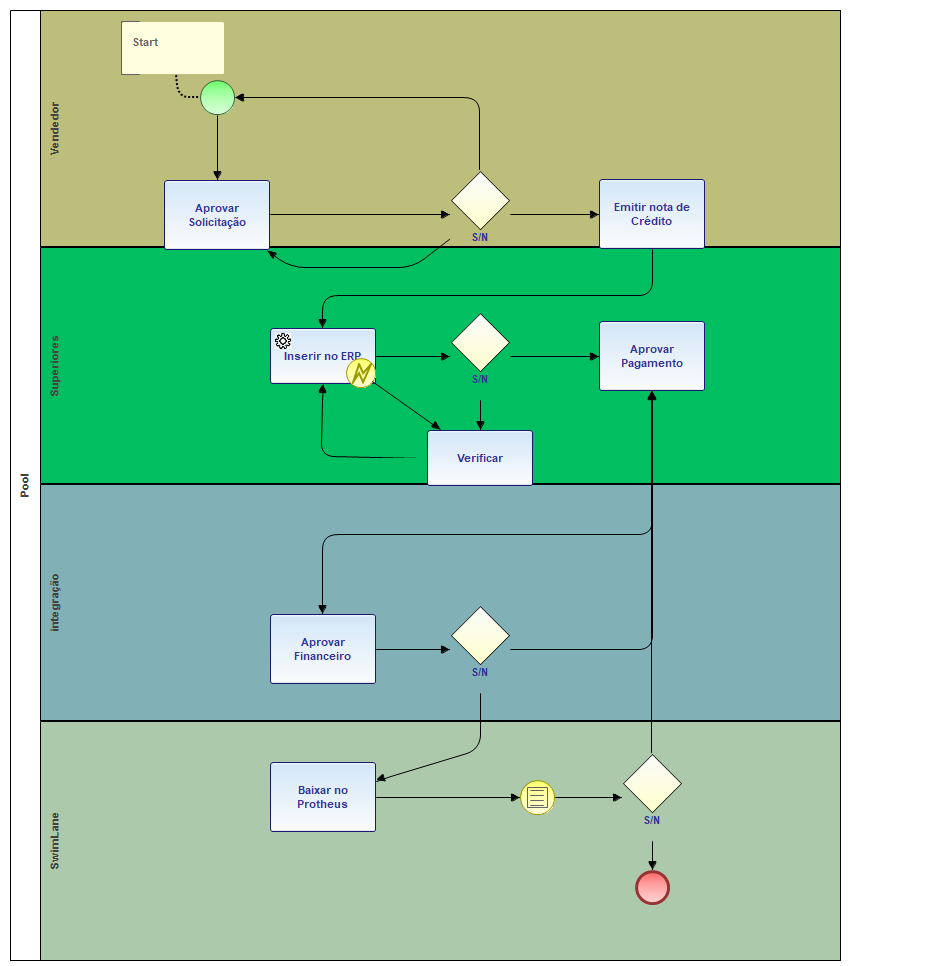 Pool
Vendedor
Start
Aprovar
Solicitação
S/N
Emitir nota de
Crédito
Superiores
Inserir no ERP
S/N
Aprovar
Pagamento
Verificar
integração
Aprovar
Financeiro
S/N
SwimLane
Baixar no
Protheus
S/N